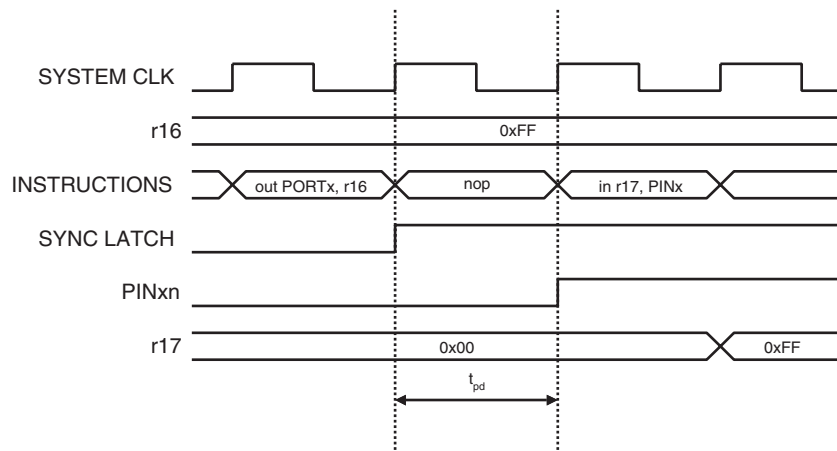 SYSTEM CLK
r16
0xFF
INSTRUCTIONS
out PORTx, r16
nop
in r17, PINx
SYNC LATCH
PINxn
r17
0x00
0xFF
tpd